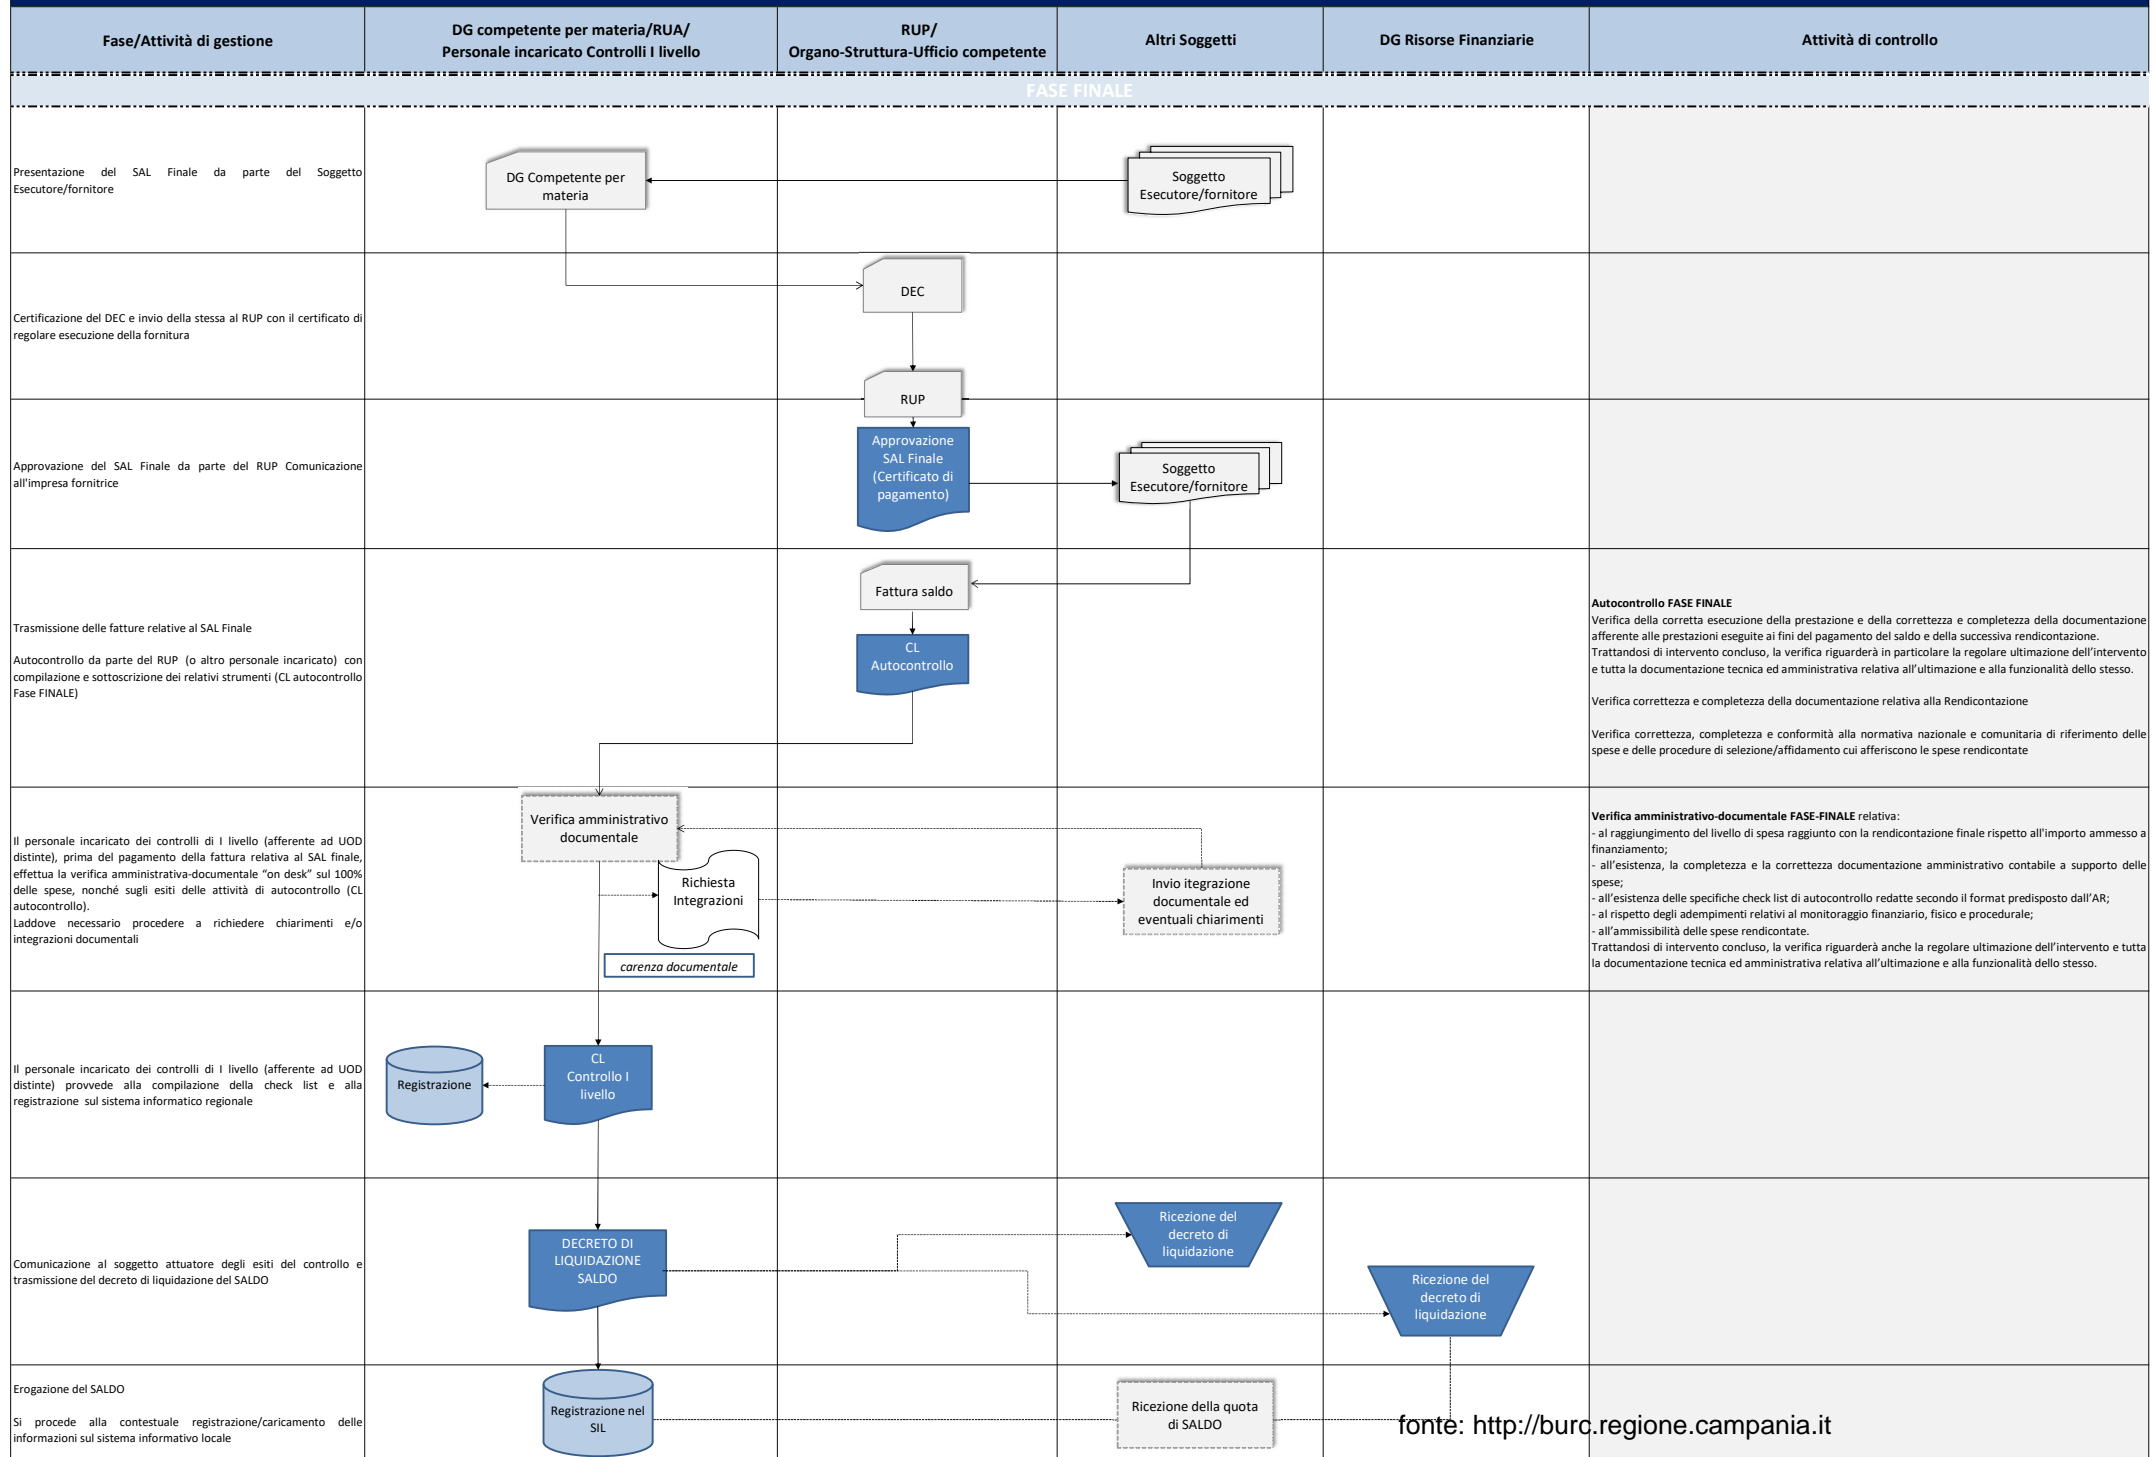 Fase/Attività di gestione
DG competente per materia/RUA/
Personale incaricato Controlli I livello
RUP/
Organo-Struttura-Ufficio competente
Altri Soggetti
DG Risorse Finanziarie
Attività di controllo
FASE FINALE
Presentazione del SAL Finale da parte del Soggetto
Esecutore/fornitore
DG Competente per
materia
Soggetto
Esecutore/fornitore
Certificazione del DEC e invio della stessa al RUP con il certificato di
regolare esecuzione della fornitura
DEC
RUP
Approvazione del SAL Finale da parte del RUP Comunicazione
all'impresa fornitrice
Approvazione
SAL Finale
(Certificato di
pagamento)
Soggetto
Esecutore/fornitore
Trasmissione delle fatture relative al SAL Finale
Autocontrollo da parte del RUP (o altro personale incaricato) con
compilazione e sottoscrizione dei relativi strumenti (CL autocontrollo
Fase FINALE)
Fattura saldo
CL
Autocontrollo
Autocontrollo FASE FINALE
Verifica della corretta esecuzione della prestazione e della correttezza e completezza della documentazione
afferente alle prestazioni eseguite ai fini del pagamento del saldo e della successiva rendicontazione.
Trattandosi di intervento concluso, la verifica riguarderà in particolare la regolare ultimazione dell’intervento
e tutta la documentazione tecnica ed amministrativa relativa all’ultimazione e alla funzionalità dello stesso.
Verifica correttezza e completezza della documentazione relativa alla Rendicontazione
Verifica correttezza, completezza e conformità alla normativa nazionale e comunitaria di riferimento delle
spese e delle procedure di selezione/affidamento cui afferiscono le spese rendicontate
Il personale incaricato dei controlli di I livello (afferente ad UOD
distinte), prima del pagamento della fattura relativa al SAL finale,
effettua la verifica amministrativa-documentale “on desk” sul 100%
delle spese, nonché sugli esiti delle attività di autocontrollo (CL
autocontrollo).
Laddove necessario procedere a richiedere chiarimenti e/o
integrazioni documentali
Verifica amministrativo
documentale
Richiesta
Integrazioni
carenza documentale
Invio itegrazione
documentale ed
eventuali chiarimenti
Verifica amministrativo-documentale FASE-FINALE relativa:
- al raggiungimento del livello di spesa raggiunto con la rendicontazione finale rispetto all'importo ammesso a
finanziamento;
- all’esistenza, la completezza e la correttezza documentazione amministrativo contabile a supporto delle
spese;
- all’esistenza delle specifiche check list di autocontrollo redatte secondo il format predisposto dall’AR;
- al rispetto degli adempimenti relativi al monitoraggio finanziario, fisico e procedurale;
- all’ammissibilità delle spese rendicontate.
Trattandosi di intervento concluso, la verifica riguarderà anche la regolare ultimazione dell’intervento e tutta
la documentazione tecnica ed amministrativa relativa all’ultimazione e alla funzionalità dello stesso.
Il personale incaricato dei controlli di I livello (afferente ad UOD
distinte) provvede alla compilazione della check list e alla
registrazione sul sistema informatico regionale
Registrazione
CL
Controllo I
livello
Comunicazione al soggetto attuatore degli esiti del controllo e
trasmissione del decreto di liquidazione del SALDO
DECRETO DI
LIQUIDAZIONE
SALDO
Ricezione del
decreto di
liquidazione
Ricezione del
decreto di
liquidazione
Erogazione del SALDO
Si procede alla contestuale registrazione/caricamento delle
informazioni sul sistema informativo locale
Registrazione nel
SIL
Ricezione della quota
di SALDO
fonte: http://burc.regione.campania.it